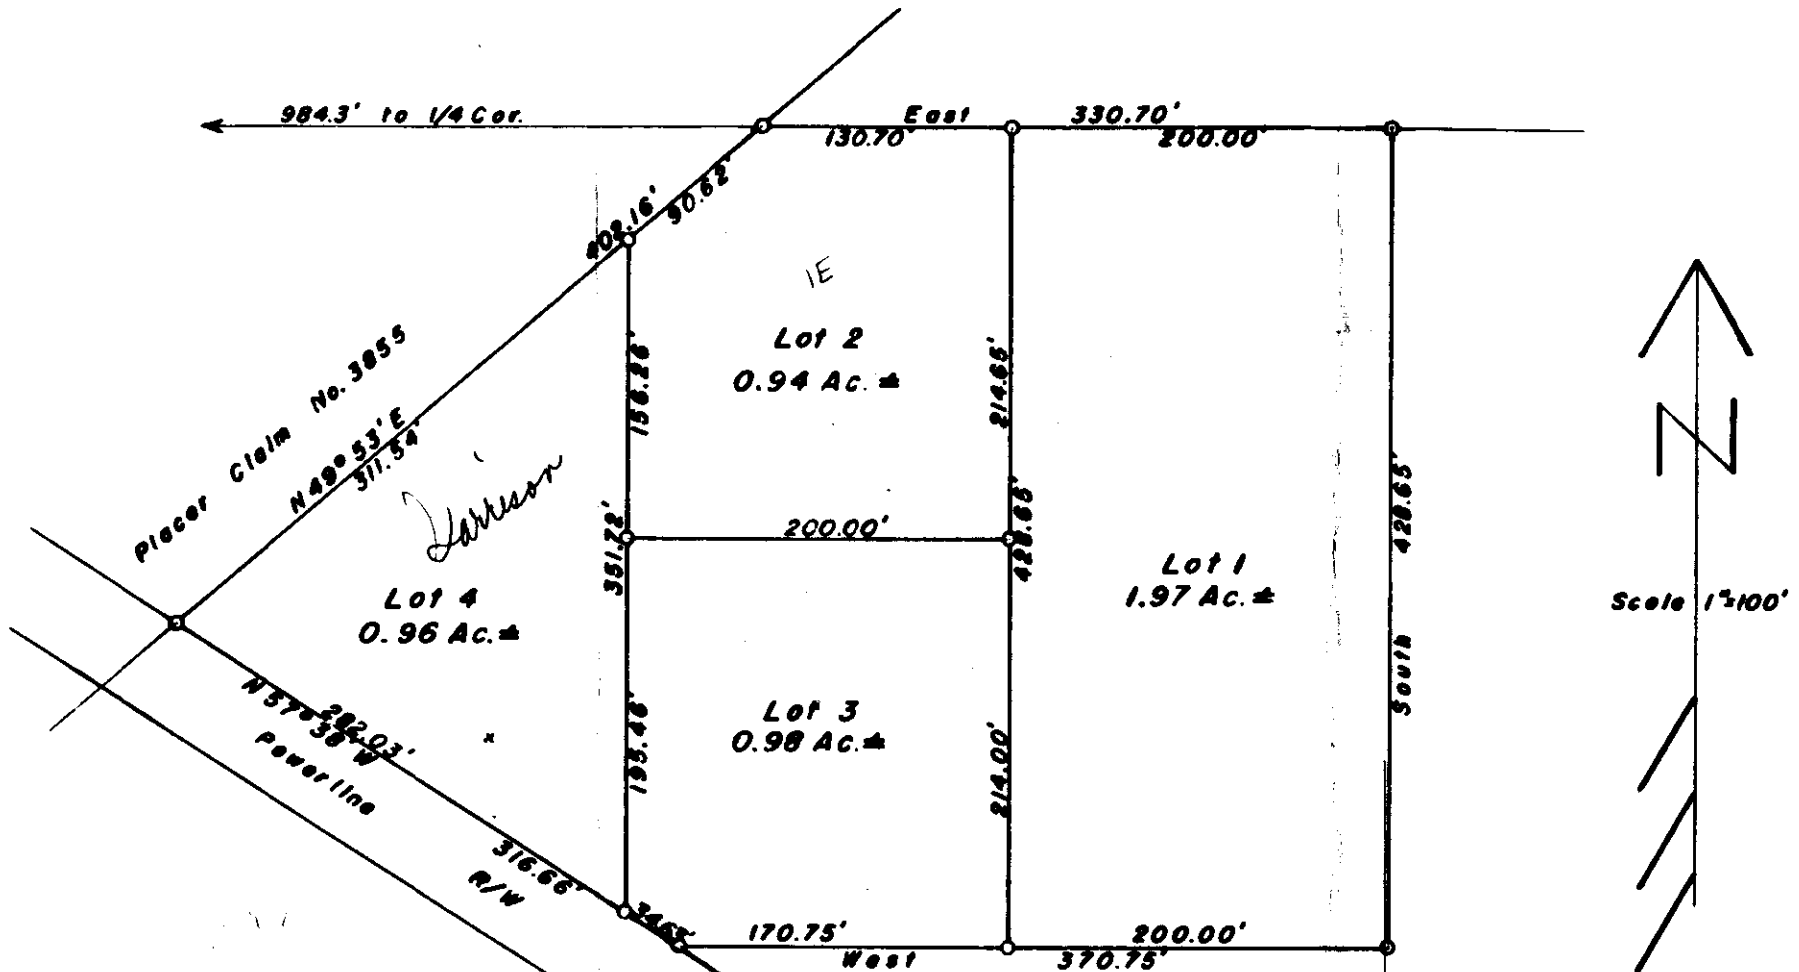 984.3' to 1/4 Cor.
East
330.70'
130.70'
200.00'
402.16'
90.62'
1E
Lot 2
0.94 Ac.±
156.26'
214.65'
Placer Claim No. 3855
N 49° 53' E
311.54'
Harrison
200.00'
351.72'
428.65'
428.65'
South
Lot 1
1.97 Ac.±
Lot 4
0.96 Ac.±
N
Scale 1"=100'
N 57° 38' W
282.03'
Powerline
R/W
316.66'
195.46'
Lot 3
0.98 Ac.±
x
214.00'
34.63'
170.75'
West
200.00'
370.75'